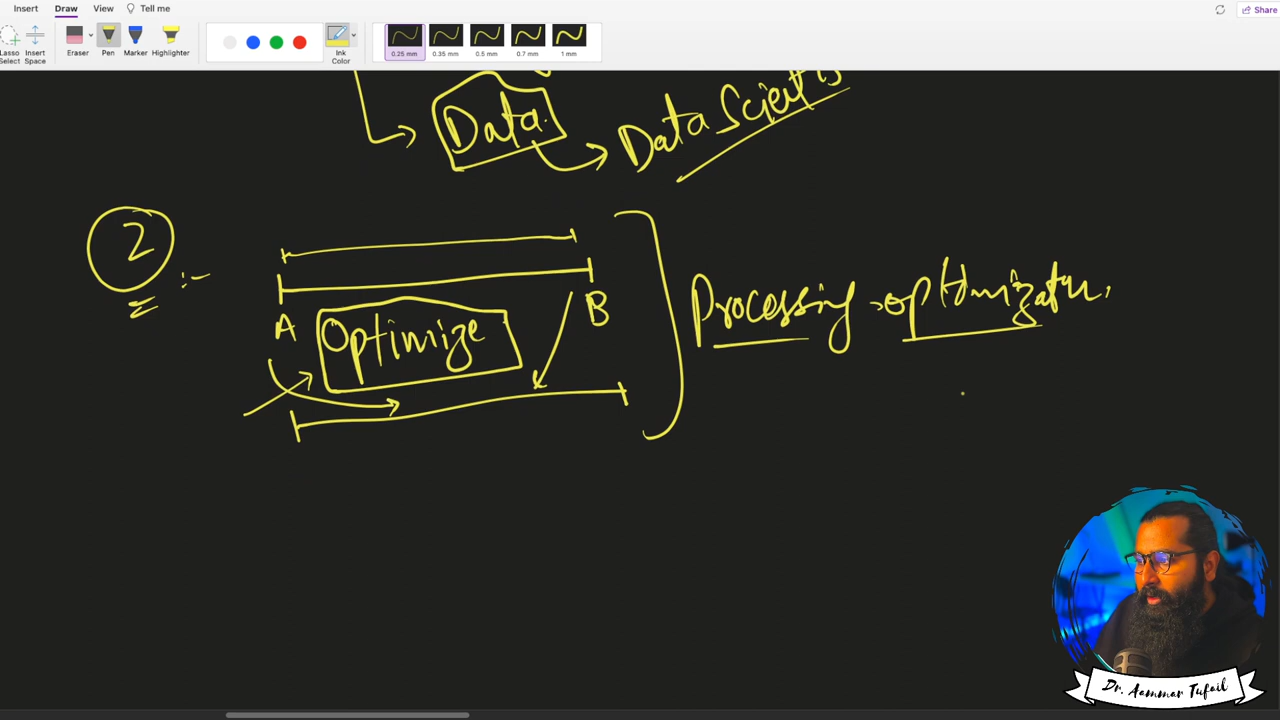 Insert Draw View Tell me
Share
Lasso Select
Insert Space
Eraser
Pen
Marker
Highlighter
Ink Color
0.25 mm
0.35 mm
0.5 mm
0.7 mm
1 mm
Data
Data Scientis
2 :-
A
Optimize
B
Processing
Dr. Aammar Tufail